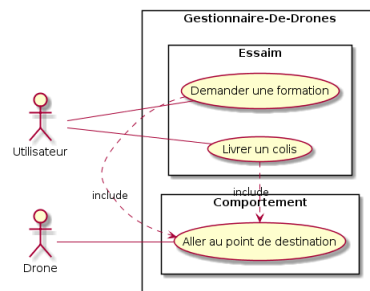 Gestionnaire-De-Drones
Essaim
Demander une formation
Utilisateur
Livrer un colis
include
include
Comportement
Aller au point de destination
Drone